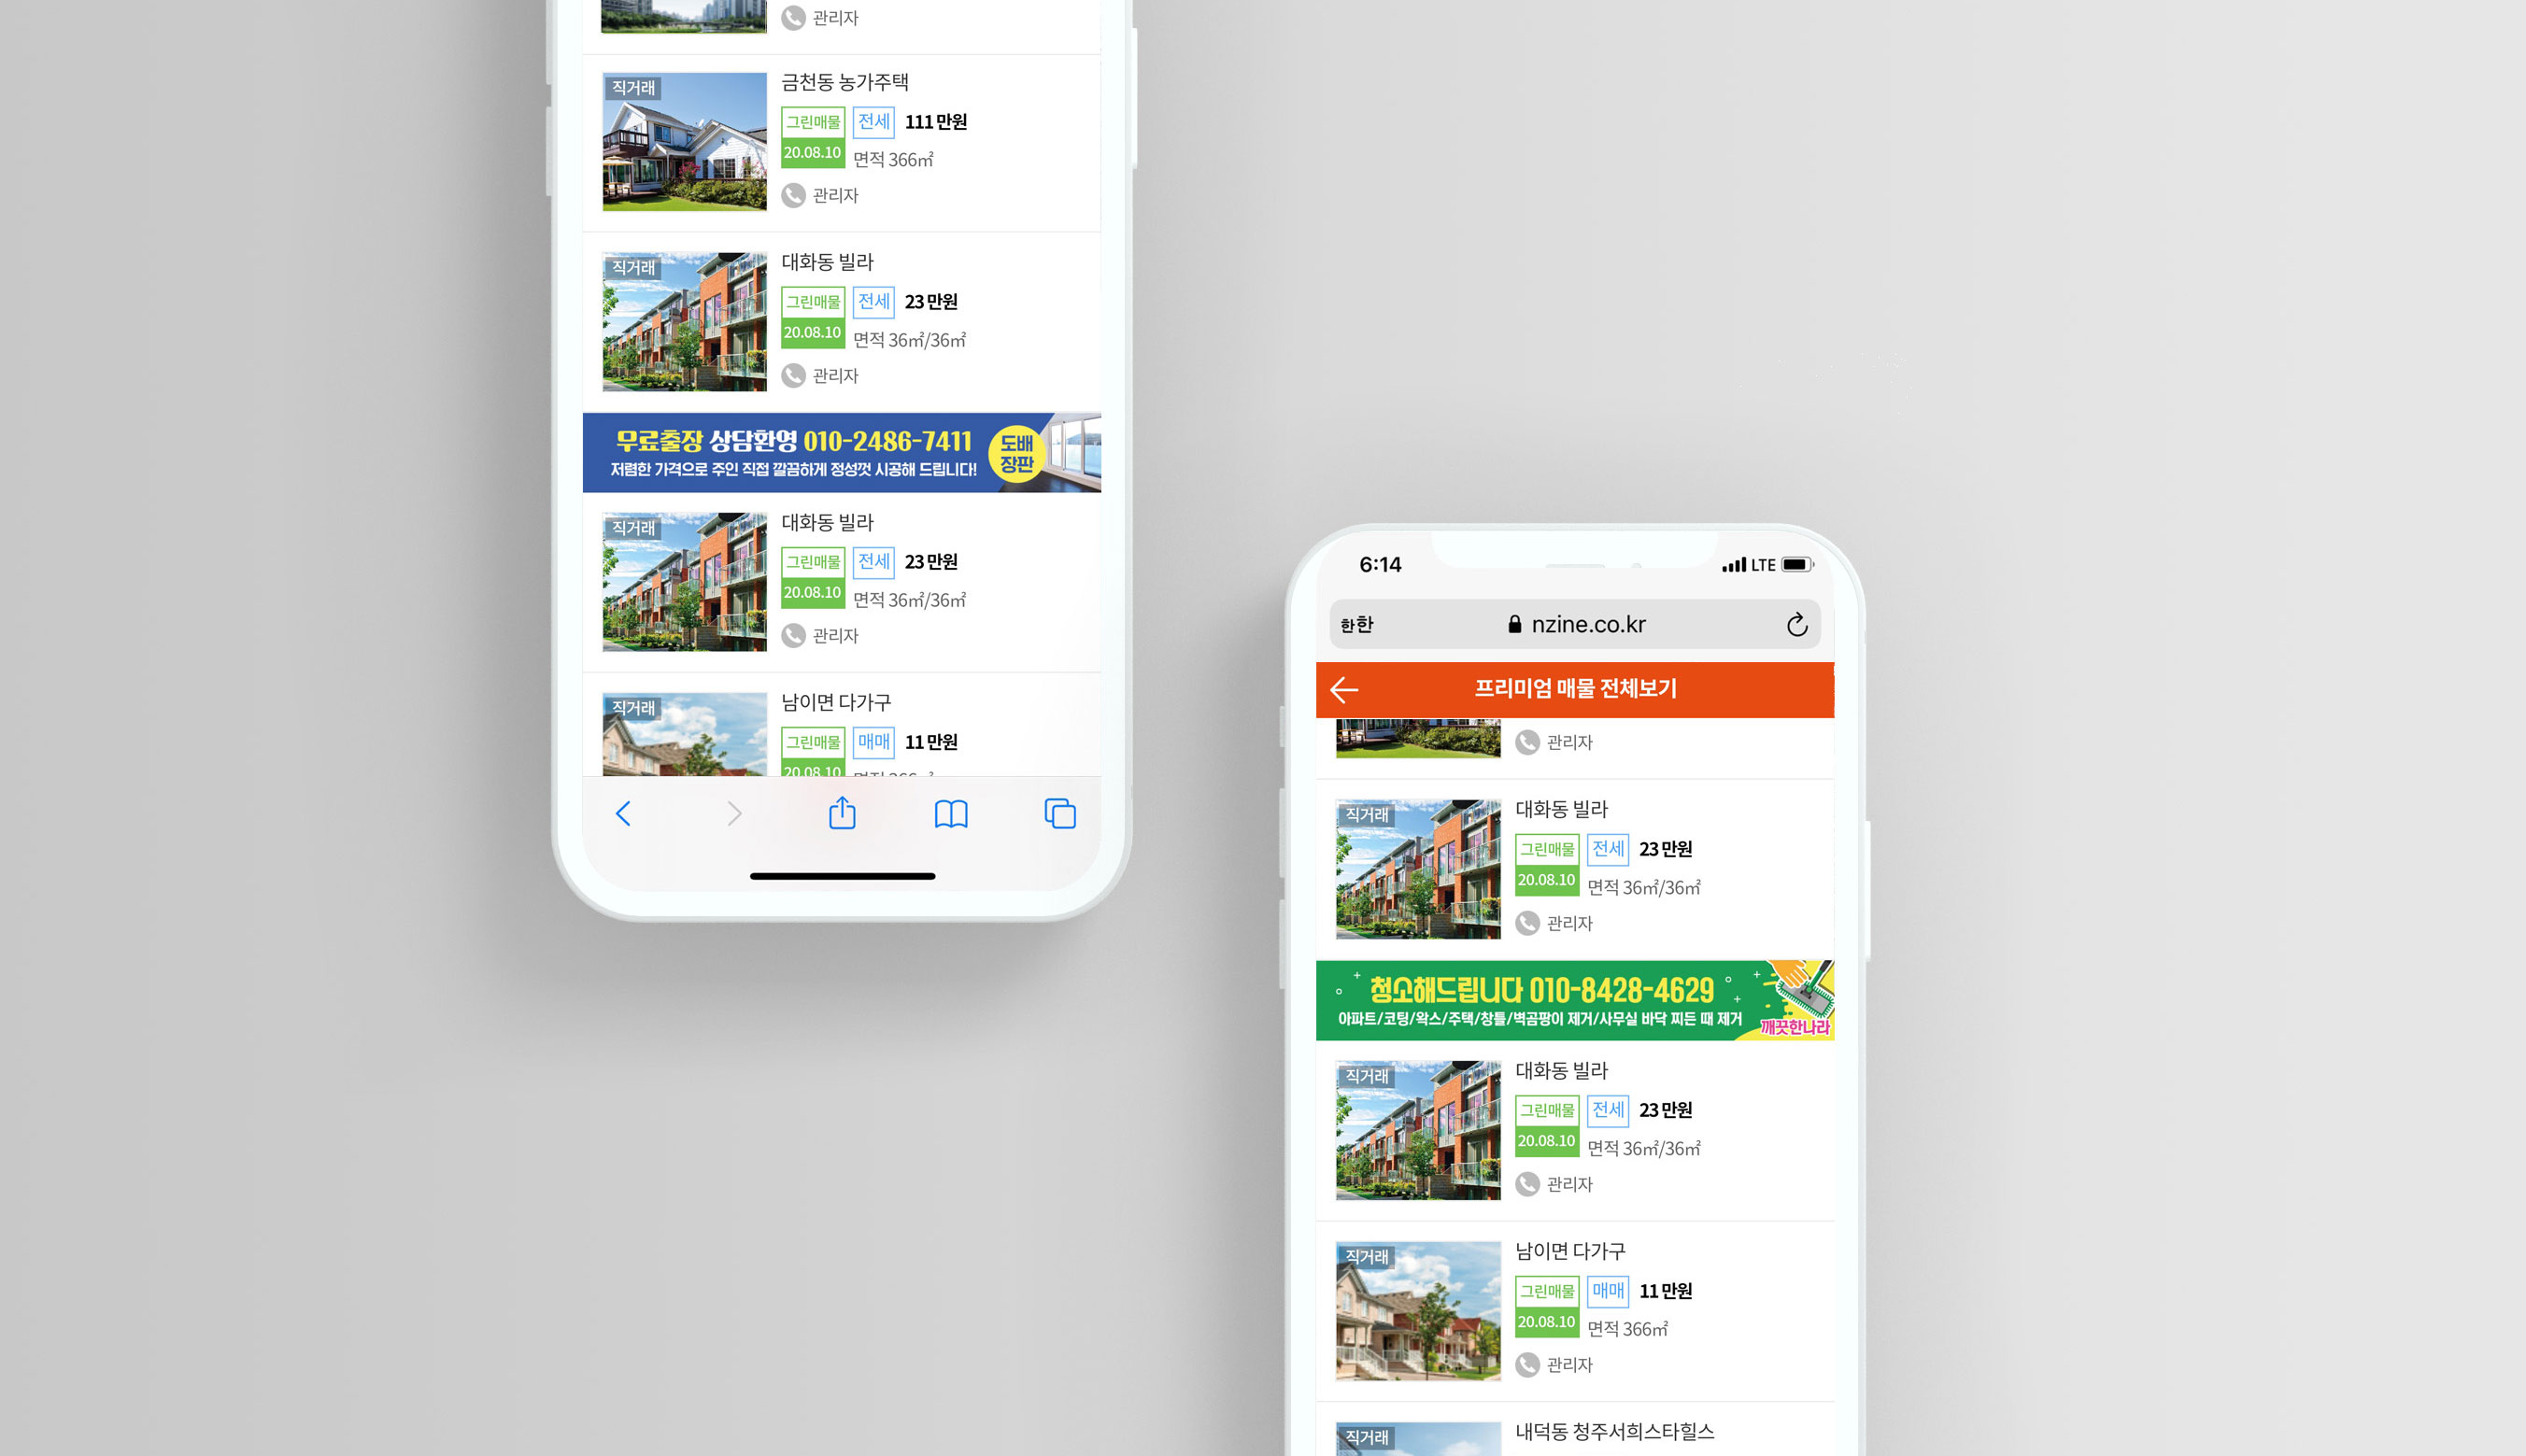 관리자
직거래
금천동 농가주택
그린매물 전세 111 만원
20.08.10 면적 366㎡
관리자
직거래
대화동 빌라
그린매물 전세 23 만원
20.08.10 면적 36㎡/36㎡
관리자
무료출장 상담환영 010-2486-7411
저렴한 가격으로 주인 직접 깔끔하게 정성껏 시공해 드립니다!
도배
장판
직거래
대화동 빌라
그린매물 전세 23 만원
20.08.10 면적 36㎡/36㎡
관리자
직거래
남이면 다가구
그린매물 매매 11 만원
20.08.10 면적 366㎡
6:14 LTE
한한 nzine.co.kr
프리미엄 매물 전체보기
관리자
직거래
대화동 빌라
그린매물 전세 23 만원
20.08.10 면적 36㎡/36㎡
관리자
청소해드립니다 010-8428-4629
아파트/코팅/왁스/주택/창틀/벽곰팡이 제거/사무실 바닥 찌든 때 제거
깨끗한나라
직거래
대화동 빌라
그린매물 전세 23 만원
20.08.10 면적 36㎡/36㎡
관리자
직거래
남이면 다가구
그린매물 매매 11 만원
20.08.10 면적 366㎡
관리자
직거래
내덕동 청주서희스타힐스